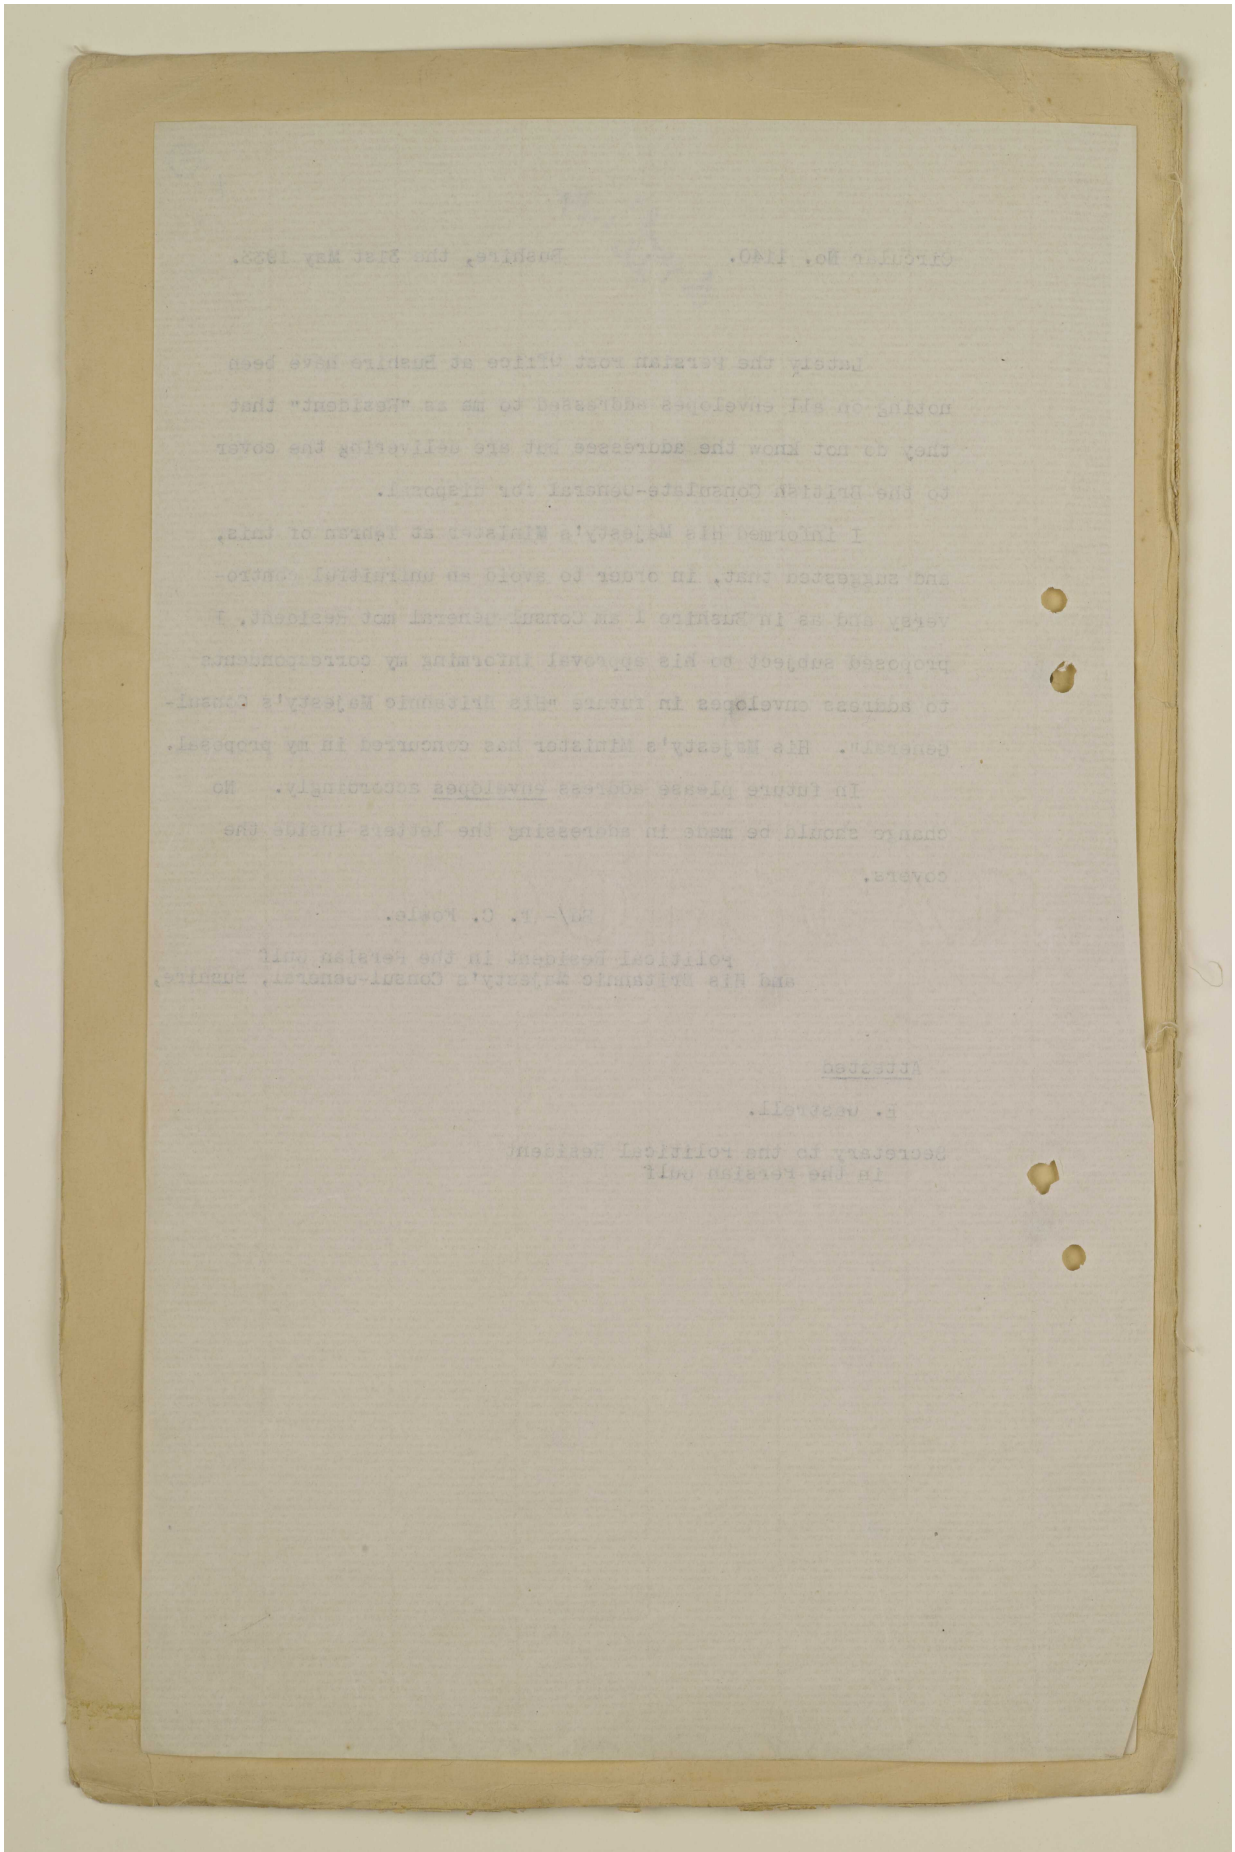 Circular No. 1140. Bushire, the 31st May 1933.
Lately the Persian Post Office at Bushire have been
noting on all envelopes addressed to me as "Resident" that
they do not know the addressee but are delivering the cover
to the British Consulate-General for disposal.
I informed His Majesty's Minister at Tehran of this,
and suggested that, in order to avoid an unfruitful contro-
versy and as in Bushire I am Consul-General not Resident, I
proposed subject to his approval informing my correspondents
to address envelopes in future "His Britannic Majesty's Consul-
General". His Majesty's Minister has concurred in my proposal.
In future please address envelopes accordingly. No
change should be made in addressing the letters inside the
covers.
Sd/- T. C. Fowle.
Political Resident in the Persian Gulf
and His Britannic Majesty's Consul-General, Bushire,
Attested
E. Gastrell.
Secretary to the Political Resident
in the Persian Gulf